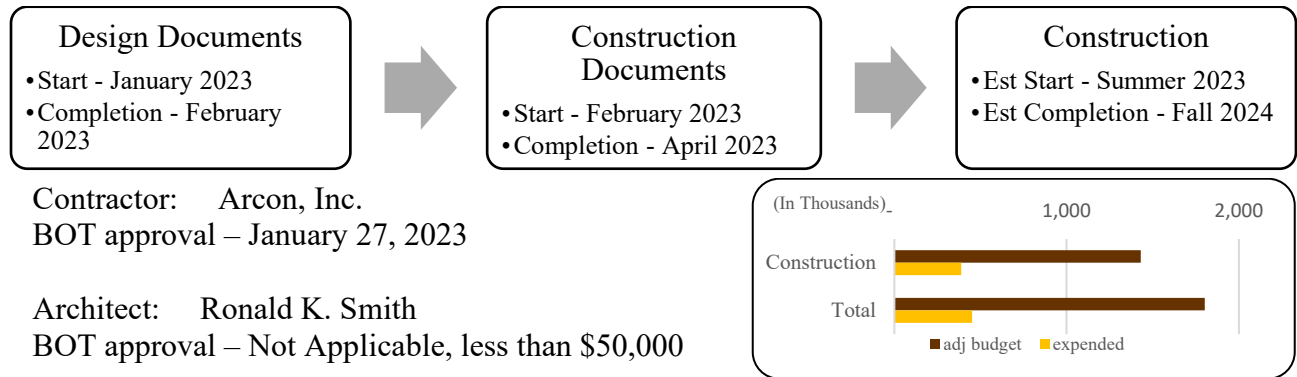 Design Documents
•Start - January 2023
•Completion - February
2023
Construction
Documents
•Start - February 2023
•Completion - April 2023
Construction
•Est Start - Summer 2023
•Est Completion - Fall 2024
Contractor: Arcon, Inc.
BOT approval – January 27, 2023
Architect: Ronald K. Smith
BOT approval – Not Applicable, less than $50,000
(In Thousands) - 1,000 2,000
Construction
Total
adj budget expended